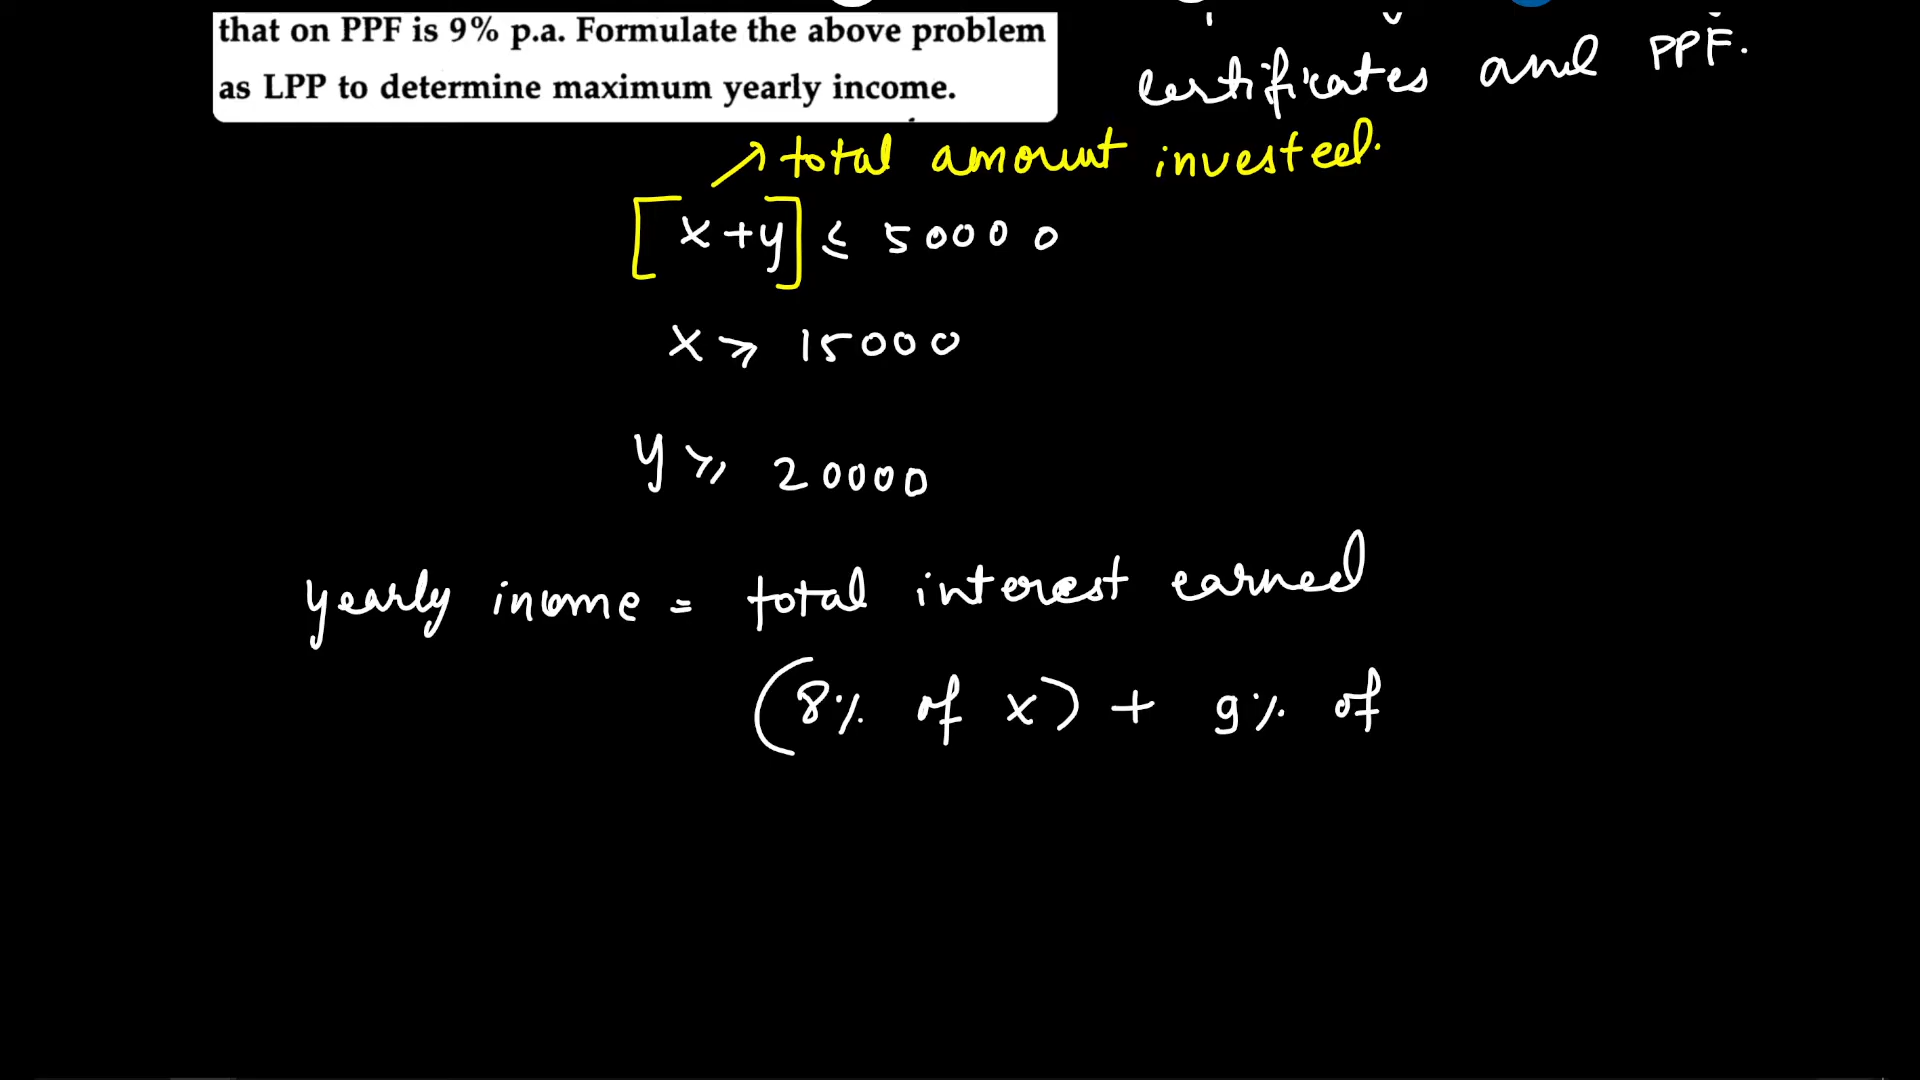 that on PPF is 9% p.a. Formulate the above problem
as LPP to determine maximum yearly income.
certificates and PPF.
total amount invested.
[x+y] ≤ 50000
x ≥ 15000
y ≥ 20000
yearly income = total interest earned
(8% of x) + 9% of